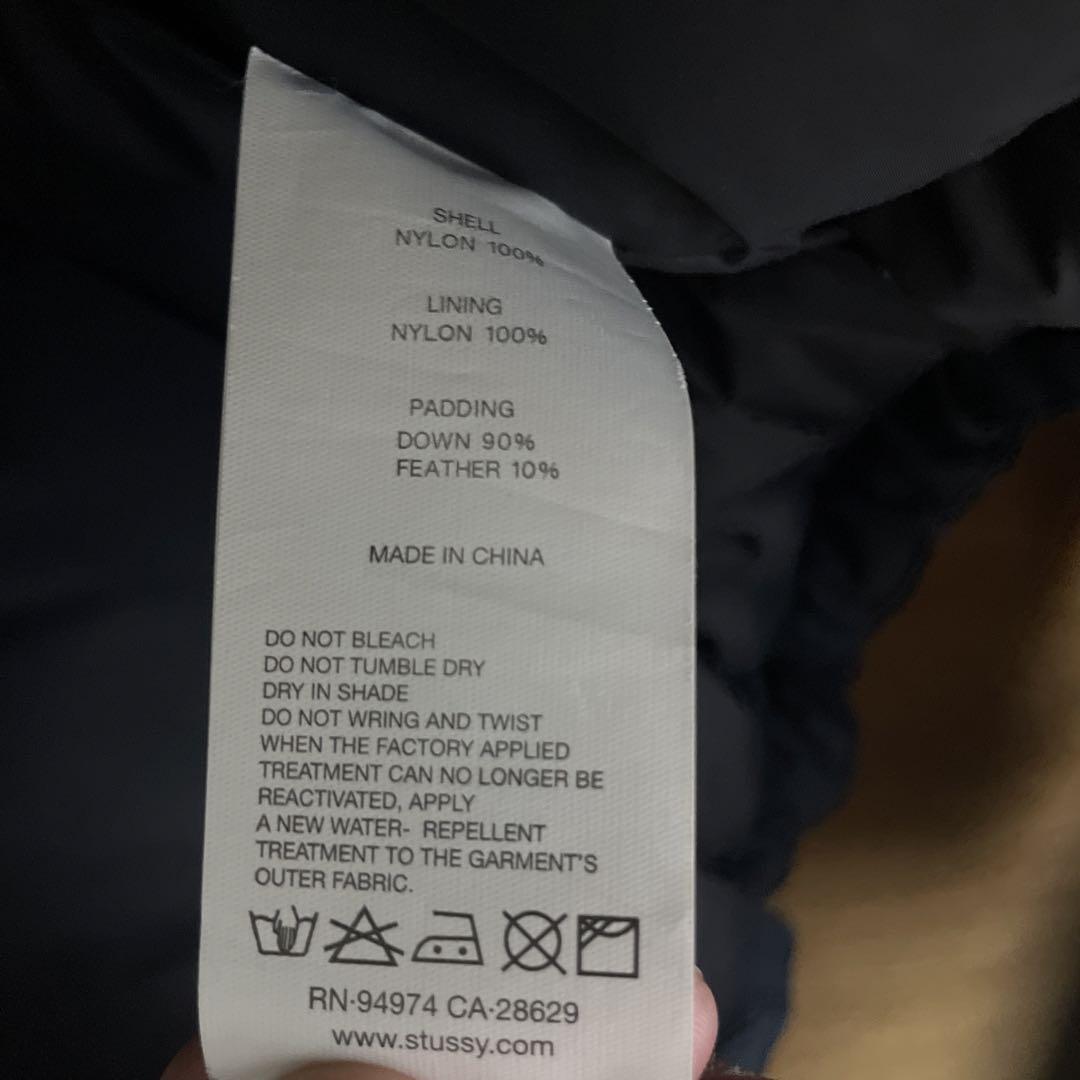 SHELL
NYLON 100%
LINING
NYLON 100%
PADDING
DOWN 90%
FEATHER 10%
MADE IN CHINA
DO NOT BLEACH
DO NOT TUMBLE DRY
DRY IN SHADE
DO NOT WRING AND TWIST
WHEN THE FACTORY APPLIED
TREATMENT CAN NO LONGER BE
REACTIVATED, APPLY
A NEW WATER- REPELLENT
TREATMENT TO THE GARMENT'S
OUTER FABRIC.
RN·94974 CA·28629
www.stussy.com